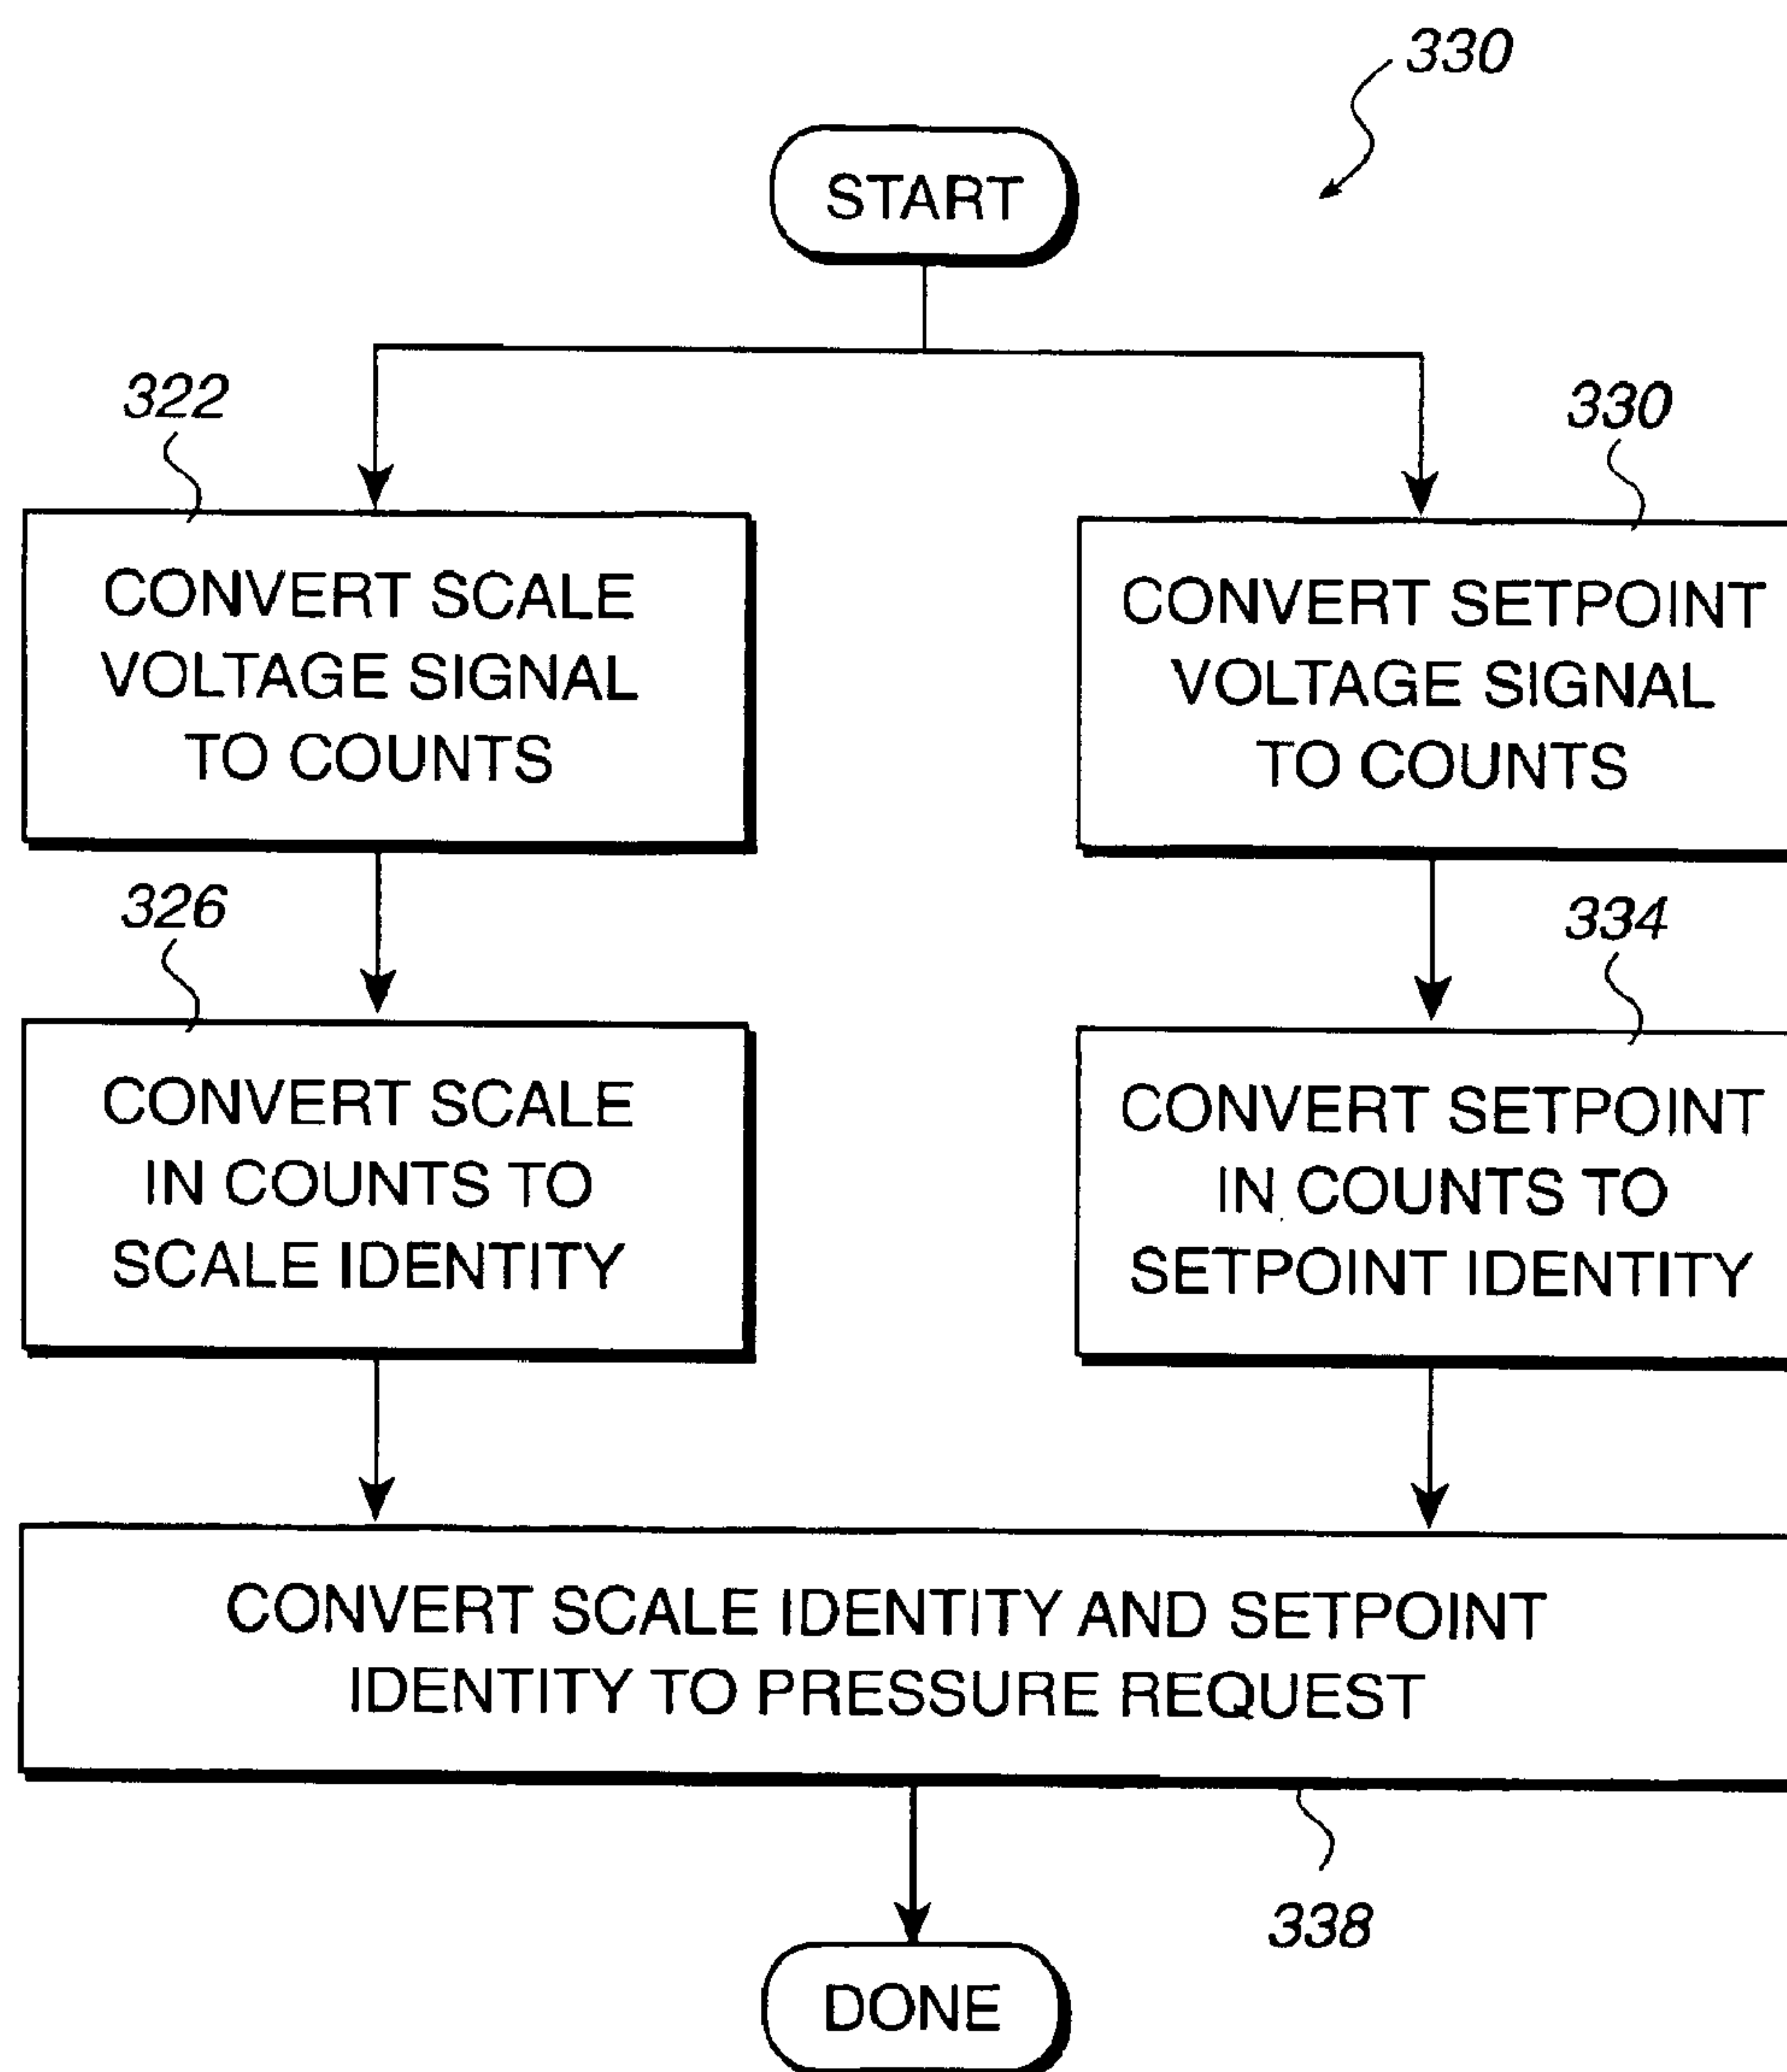 330
START
322
330
CONVERT SCALE
VOLTAGE SIGNAL
TO COUNTS
CONVERT SETPOINT
VOLTAGE SIGNAL
TO COUNTS
326
334
CONVERT SCALE
IN COUNTS TO
SCALE IDENTITY
CONVERT SETPOINT
IN COUNTS TO
SETPOINT IDENTITY
CONVERT SCALE IDENTITY AND SETPOINT
IDENTITY TO PRESSURE REQUEST
338
DONE